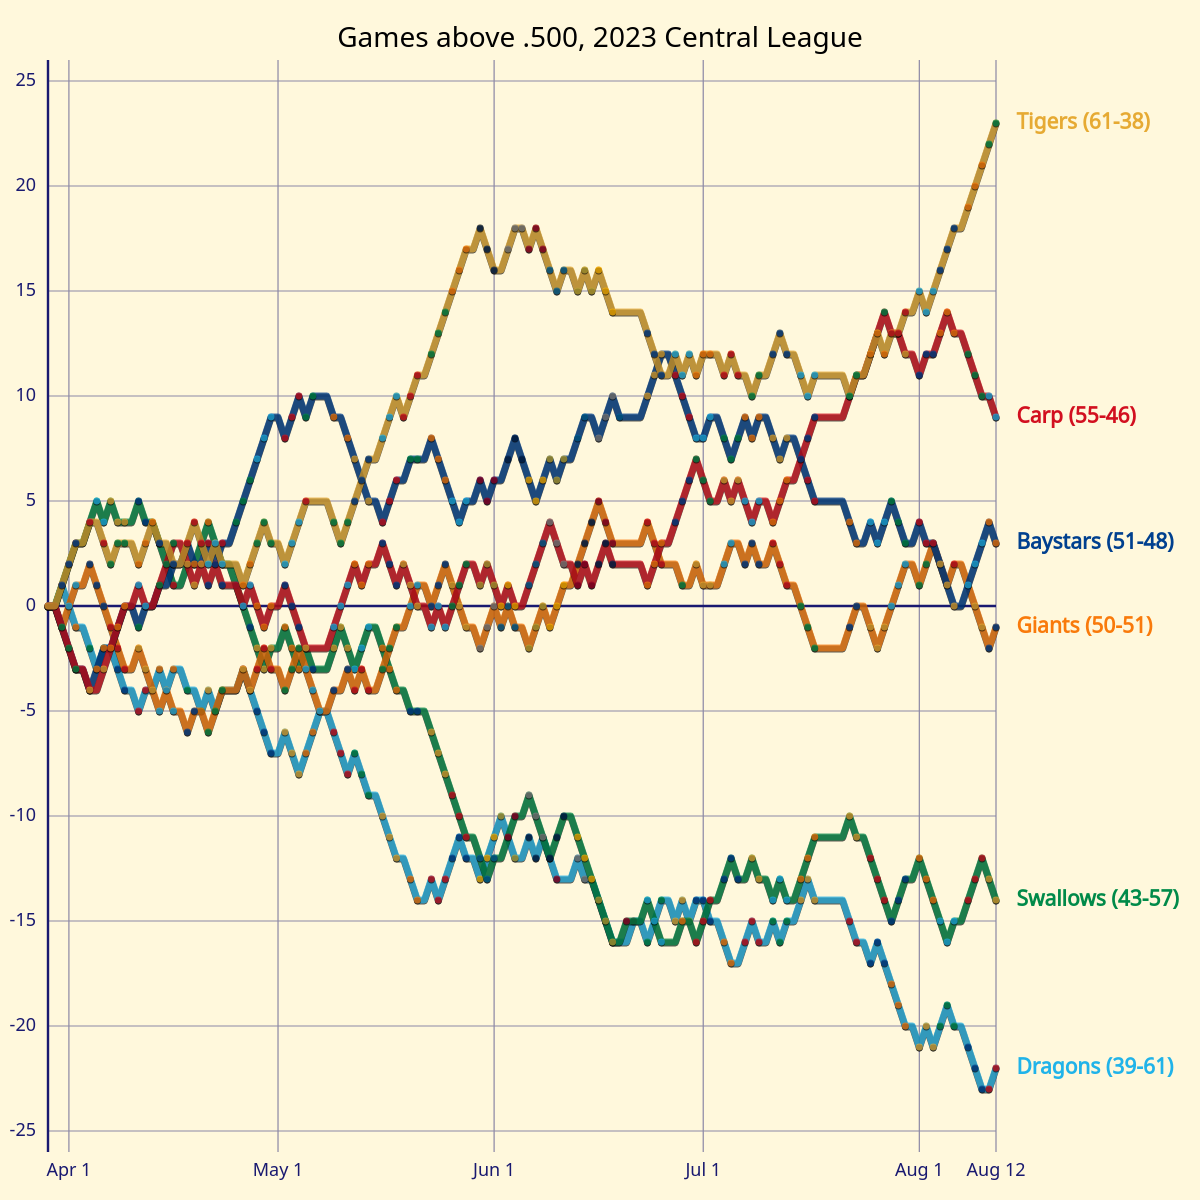 Games above .500, 2023 Central League
25
20
15
10
5
0
-5
-10
-15
-20
-25
Tigers (61-38)
Carp (55-46)
Baystars (51-48)
Giants (50-51)
Swallows (43-57)
Dragons (39-61)
Apr 1
May 1
Jun 1
Jul 1
Aug 1
Aug 12